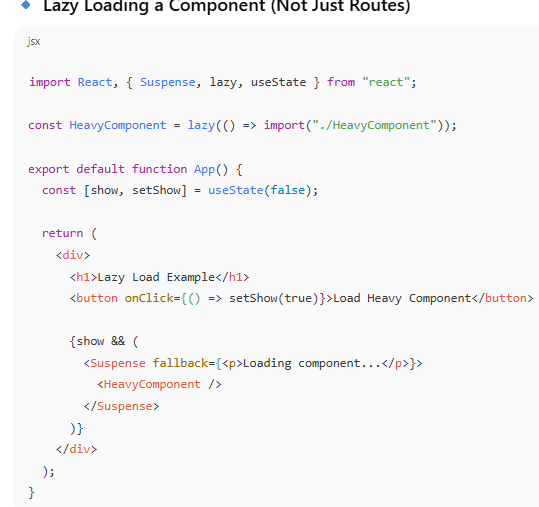 Lazy Loading a Component (Not Just Routes)
jsx
import React, { Suspense, lazy, useState } from "react";
const HeavyComponent = lazy(() => import("./HeavyComponent"));
export default function App() {
  const [show, setShow] = useState(false);
  return (
    <div>
      <h1>Lazy Load Example</h1>
      <button onClick={() => setShow(true)}>Load Heavy Component</button>
      {show && (
        <Suspense fallback={<p>Loading component...</p>}>
          <HeavyComponent />
        </Suspense>
      )}
    </div>
  );
}